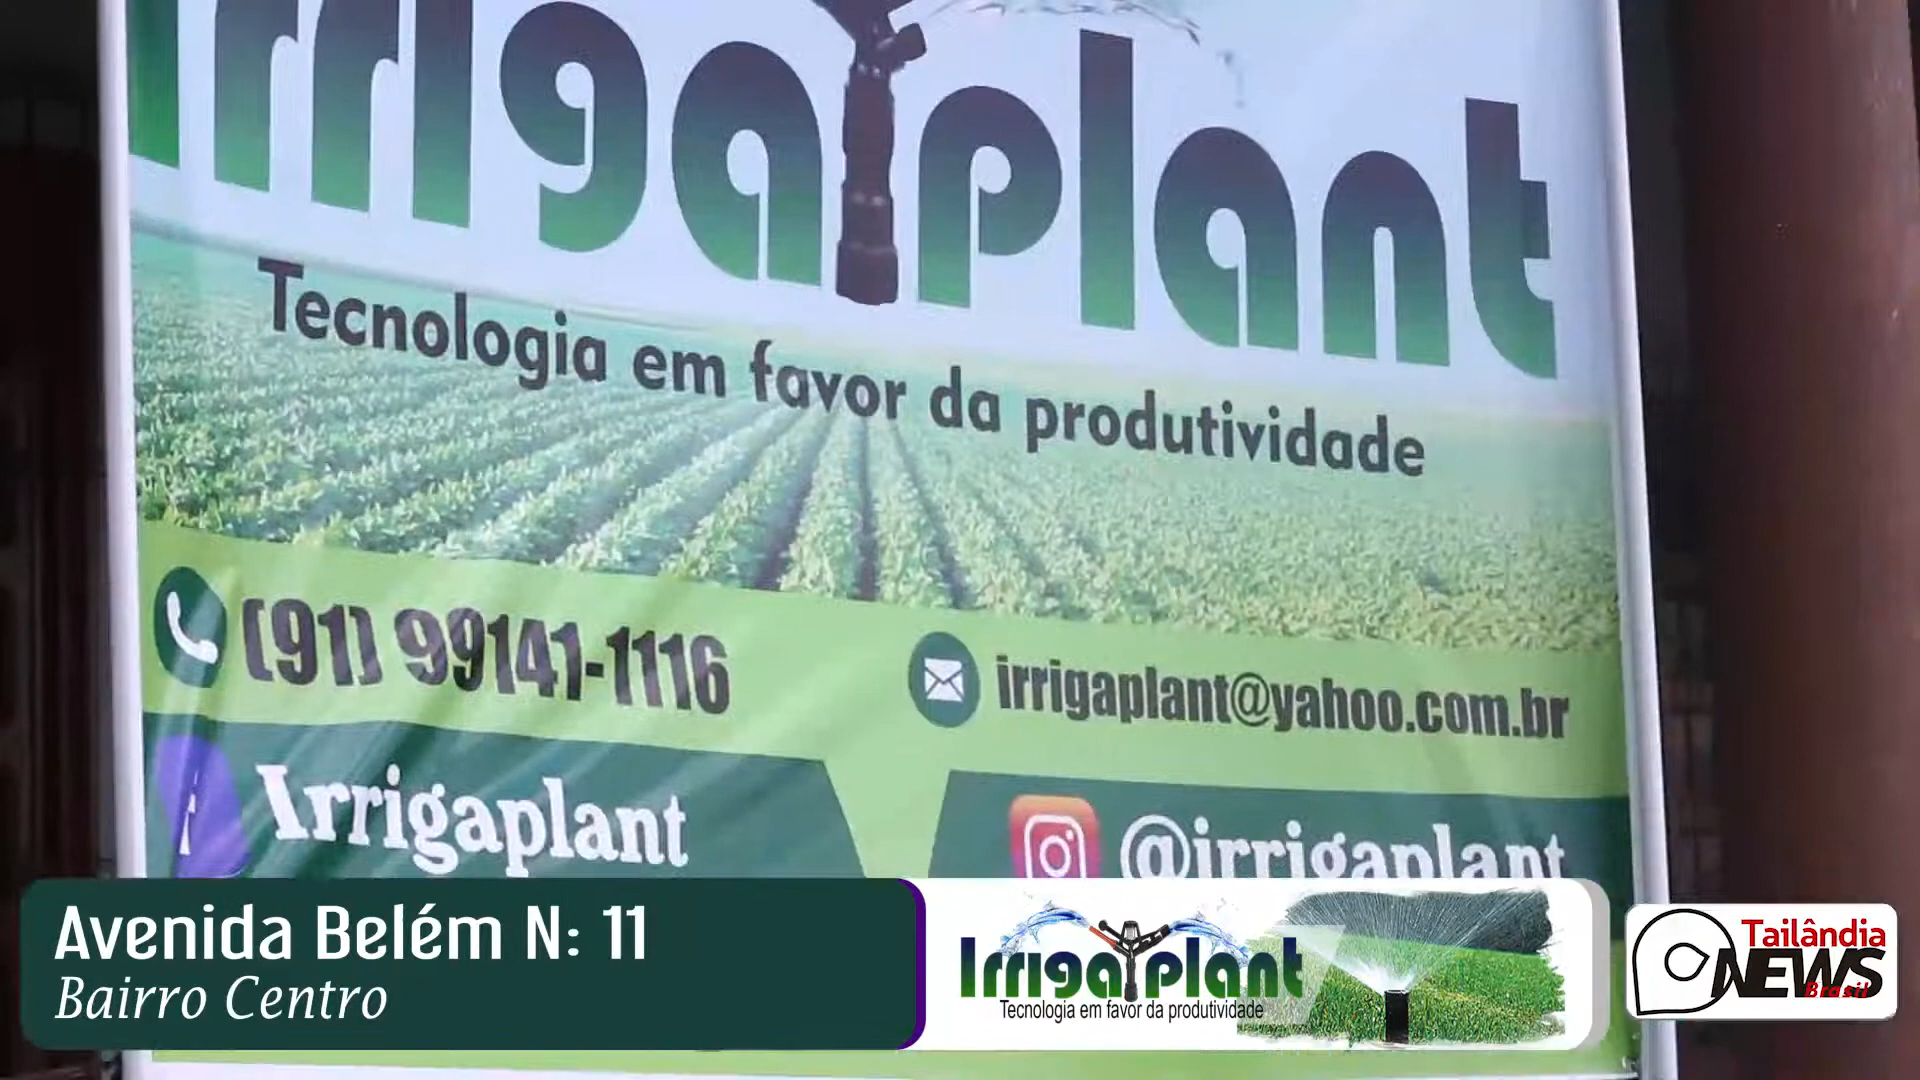 Irrigaplant
Tecnologia em favor da produtividade
(91) 99141-1116
irrigaplant@yahoo.com.br
Irrigaplant
@irrigaplant
Avenida Belém N: 11
Bairro Centro
Irrigaplant
Tecnologia em favor da produtividade
Tailândia
NEWS
Brasil